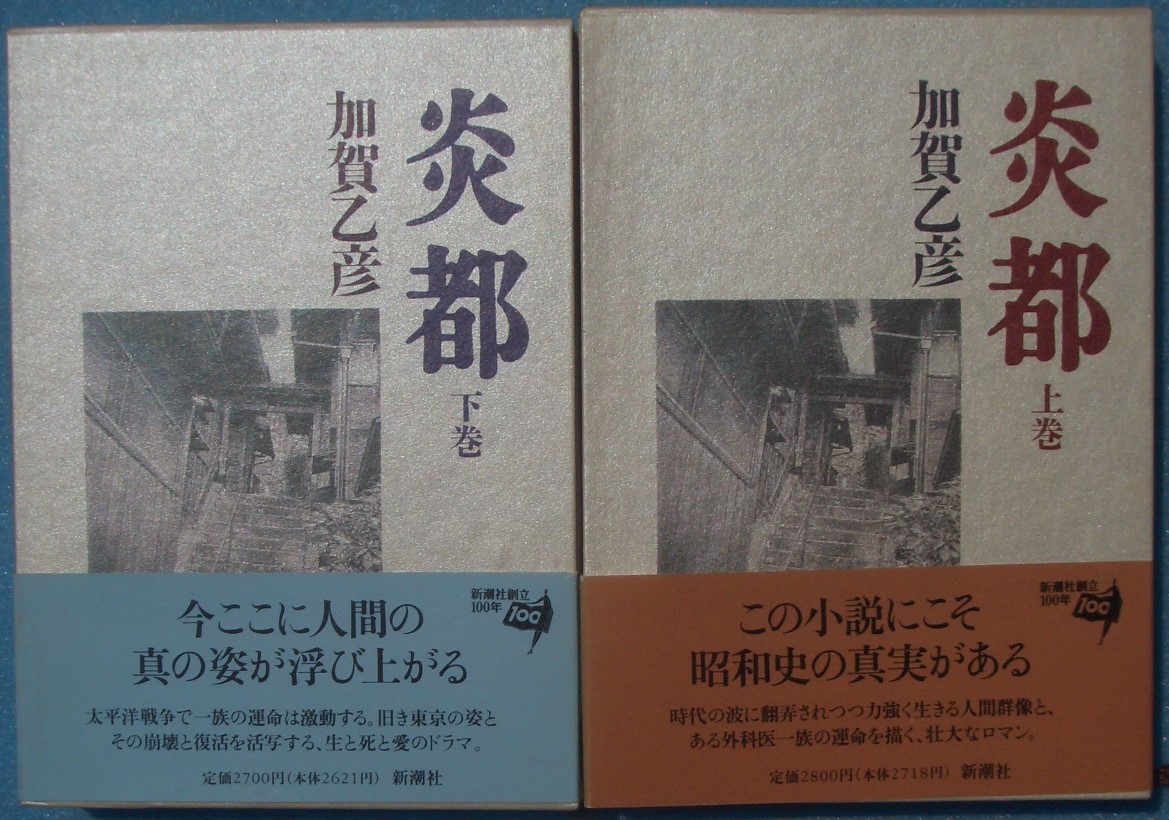 炎都
上巻
加賀乙彦
新潮社創立
100年
100
この小説にこそ
昭和史の真実がある
時代の波に翻弄されつつ力強く生きる人間群像と、
ある外科医一族の運命を描く、壮大なロマン。
定価2800円(本体2718円) 新潮社
炎都
下巻
加賀乙彦
新潮社創立
100年
100
今ここに人間の
真の姿が浮び上がる
太平洋戦争で一族の運命は激動する。旧き東京の姿と
その崩壊と復活を活写する、生と死と愛のドラマ。
定価2700円(本体2621円) 新潮社